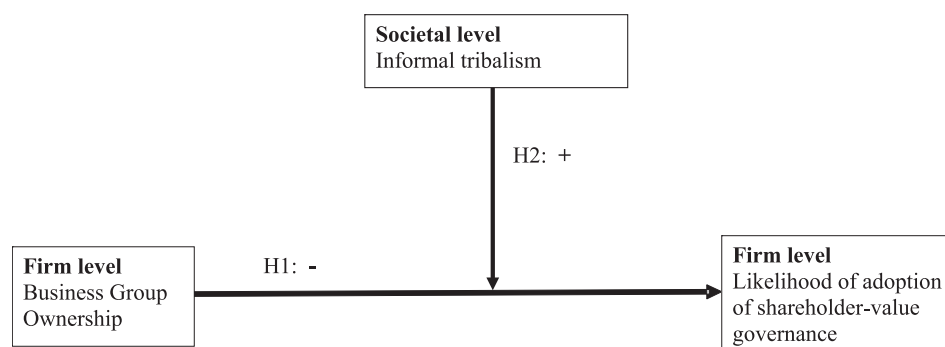 Societal level
Informal tribalism
H2: +
H1: -
Firm level
Business Group
Ownership
Firm level
Likelihood of adoption
of shareholder-value
governance